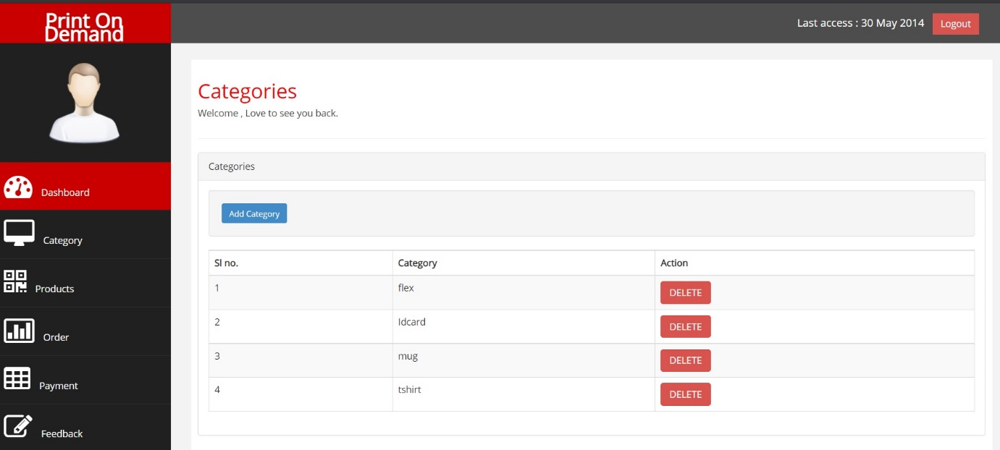 Print On
Demand
Last access : 30 May 2014 Logout
Dashboard
Category
Products
Order
Payment
Feedback
Categories
Welcome , Love to see you back.
Categories
Add Category
Sl no. Category Action
1 flex DELETE
2 Idcard DELETE
3 mug DELETE
4 tshirt DELETE